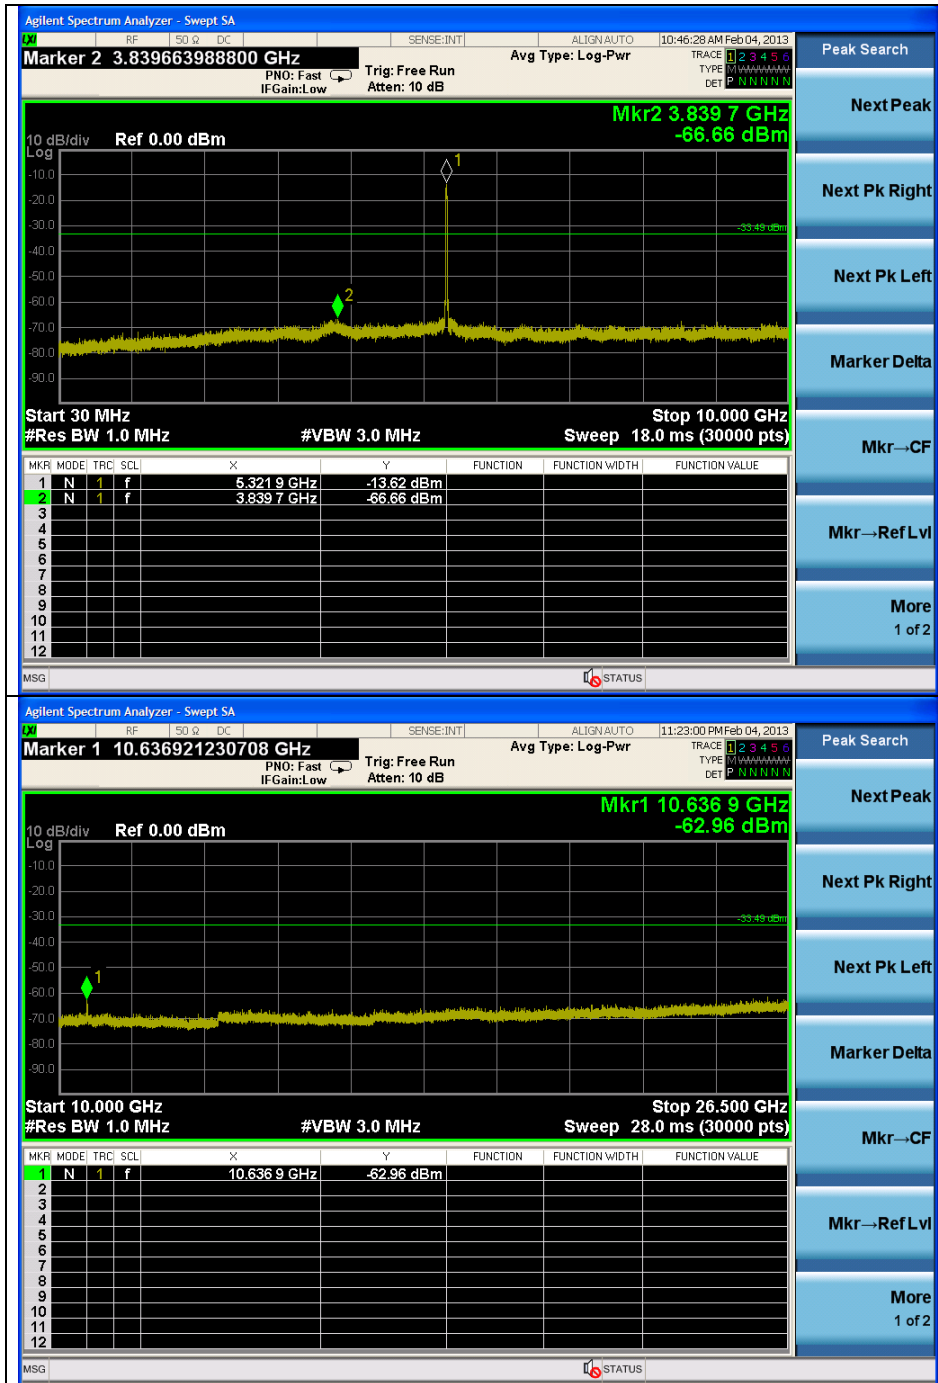 Agilent Spectrum Analyzer - Swept SA
LXI RF 50 Ω DC SENSE:INT ALIGN AUTO 10:46:28 AM Feb 04, 2013
Marker 2 3.839663988800 GHz
PNO: Fast
IFGain:Low
Trig: Free Run
Atten: 10 dB
Avg Type: Log-Pwr
TRACE 1 2 3 4 5 6
TYPE M W W W W W
DET P N N N N N
Mkr2 3.839 7 GHz
-66.66 dBm
10 dB/div Ref 0.00 dBm
Log
-10.0
-20.0
-30.0
-40.0
-50.0
-60.0
-70.0
-80.0
-90.0
1
-33.49 dBm
2
Start 30 MHz Stop 10.000 GHz
#Res BW 1.0 MHz #VBW 3.0 MHz Sweep 18.0 ms (30000 pts)
MKR MODE TRC SCL X Y FUNCTION FUNCTION WIDTH FUNCTION VALUE
1 N 1 f 5.321 9 GHz -13.62 dBm
2 N 1 f 3.839 7 GHz -66.66 dBm
3
4
5
6
7
8
9
10
11
12
MSG STATUS
Peak Search
Next Peak
Next Pk Right
Next Pk Left
Marker Delta
Mkr→CF
Mkr→Ref Lvl
More
1 of 2
Agilent Spectrum Analyzer - Swept SA
LXI RF 50 Ω DC SENSE:INT ALIGN AUTO 11:23:00 PM Feb 04, 2013
Marker 1 10.636921230708 GHz
PNO: Fast
IFGain:Low
Trig: Free Run
Atten: 10 dB
Avg Type: Log-Pwr
TRACE 1 2 3 4 5 6
TYPE M W W W W W
DET P N N N N N
Mkr1 10.636 9 GHz
-62.96 dBm
10 dB/div Ref 0.00 dBm
Log
-10.0
-20.0
-30.0
-40.0
-50.0
-60.0
-70.0
-80.0
-90.0
-33.49 dBm
1
Start 10.000 GHz Stop 26.500 GHz
#Res BW 1.0 MHz #VBW 3.0 MHz Sweep 28.0 ms (30000 pts)
MKR MODE TRC SCL X Y FUNCTION FUNCTION WIDTH FUNCTION VALUE
1 N 1 f 10.636 9 GHz -62.96 dBm
2
3
4
5
6
7
8
9
10
11
12
MSG STATUS
Peak Search
Next Peak
Next Pk Right
Next Pk Left
Marker Delta
Mkr→CF
Mkr→Ref Lvl
More
1 of 2